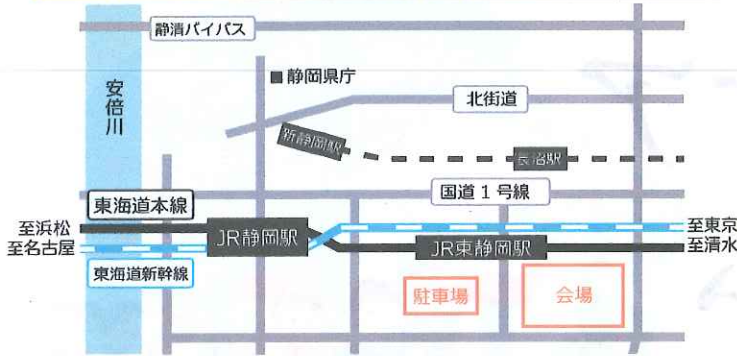 静清バイパス
安倍川
静岡県庁
北街道
新静岡駅
長沼駅
国道1号線
東海道本線
至浜松
至名古屋
JR静岡駅
東海道新幹線
至東京
至清水
JR東静岡駅
駐車場
会場